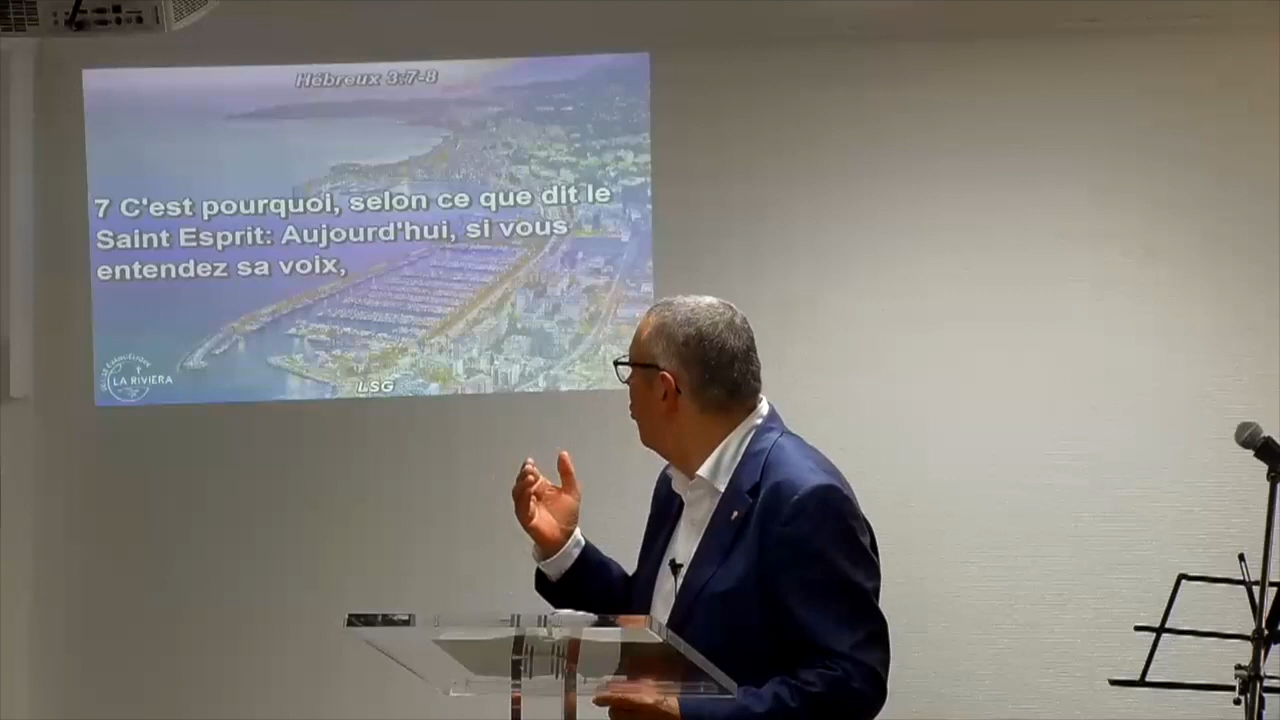 Hébreux 3:7-8
7 C'est pourquoi, selon ce que dit le
Saint Esprit: Aujourd'hui, si vous
entendez sa voix,
LA RIVIERA
LSG